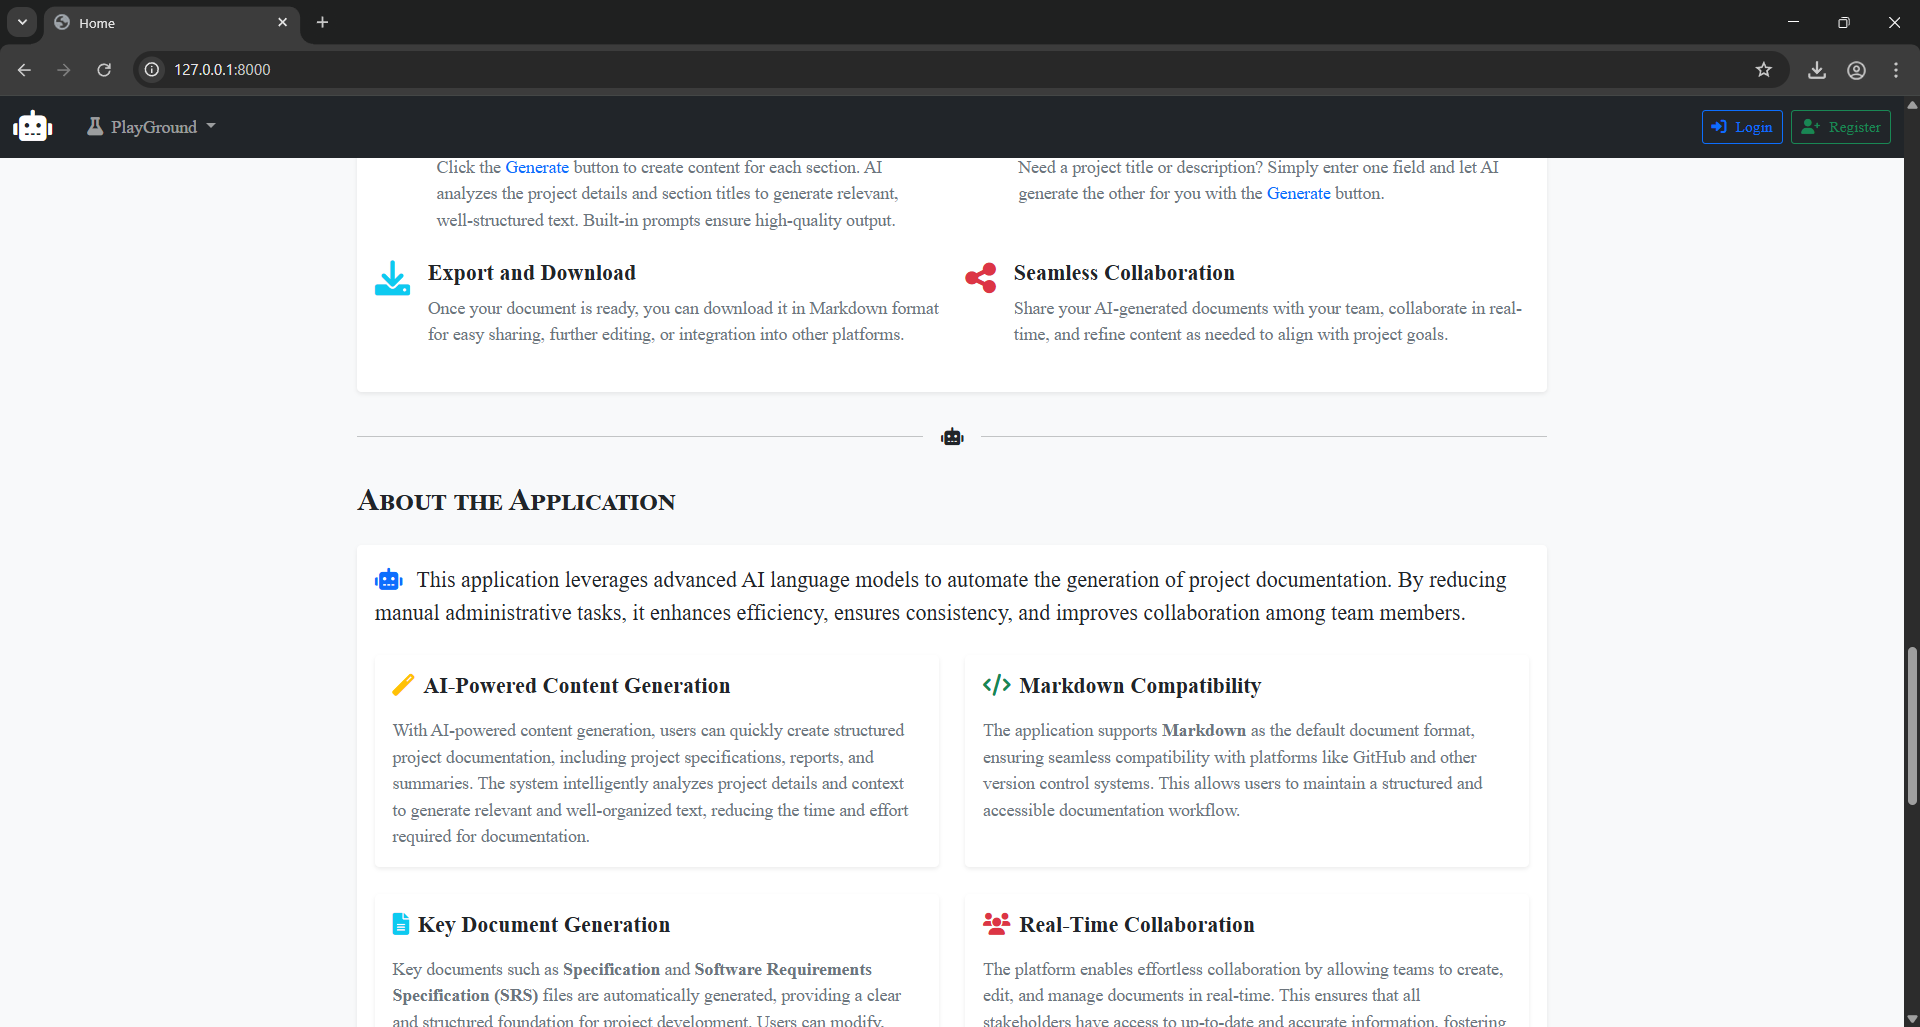 Home
127.0.0.1:8000
PlayGround
Login
Register
Click the Generate button to create content for each section. AI
analyzes the project details and section titles to generate relevant,
well-structured text. Built-in prompts ensure high-quality output.
Need a project title or description? Simply enter one field and let AI
generate the other for you with the Generate button.
Export and Download
Once your document is ready, you can download it in Markdown format
for easy sharing, further editing, or integration into other platforms.
Seamless Collaboration
Share your AI-generated documents with your team, collaborate in real-
time, and refine content as needed to align with project goals.
About the Application
This application leverages advanced AI language models to automate the generation of project documentation. By reducing
manual administrative tasks, it enhances efficiency, ensures consistency, and improves collaboration among team members.
AI-Powered Content Generation
With AI-powered content generation, users can quickly create structured
project documentation, including project specifications, reports, and
summaries. The system intelligently analyzes project details and context
to generate relevant and well-organized text, reducing the time and effort
required for documentation.
Markdown Compatibility
The application supports Markdown as the default document format,
ensuring seamless compatibility with platforms like GitHub and other
version control systems. This allows users to maintain a structured and
accessible documentation workflow.
Key Document Generation
Key documents such as Specification and Software Requirements
Specification (SRS) files are automatically generated, providing a clear
and structured foundation for project development. Users can modify,
Real-Time Collaboration
The platform enables effortless collaboration by allowing teams to create,
edit, and manage documents in real-time. This ensures that all
stakeholders have access to up-to-date and accurate information, fostering